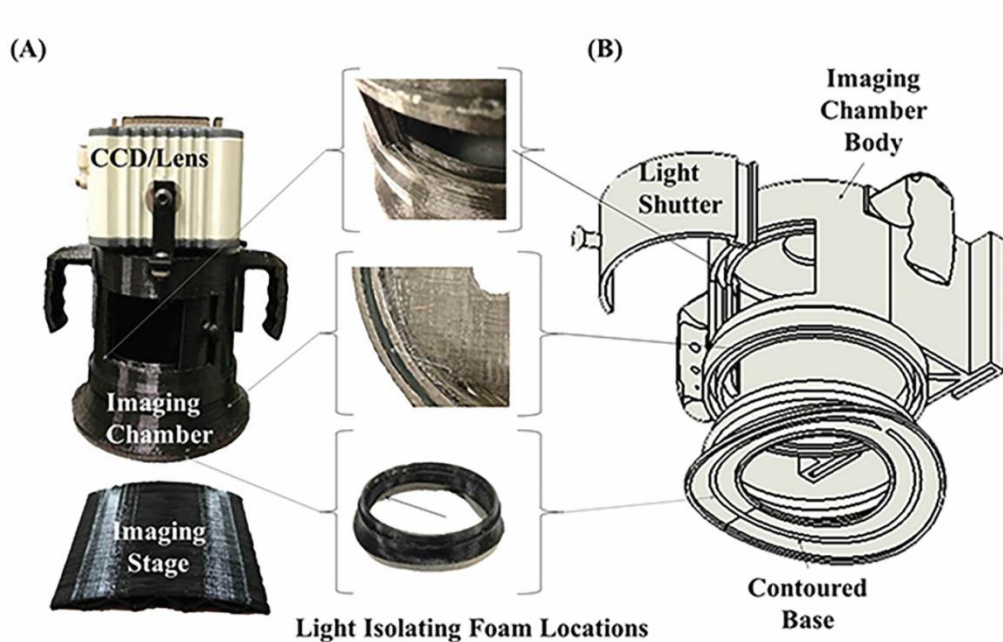 (A)
(B)
CCD/Lens
Imaging
Chamber
Imaging
Stage
Light Isolating Foam Locations
Imaging
Chamber
Body
Light
Shutter
Contoured
Base